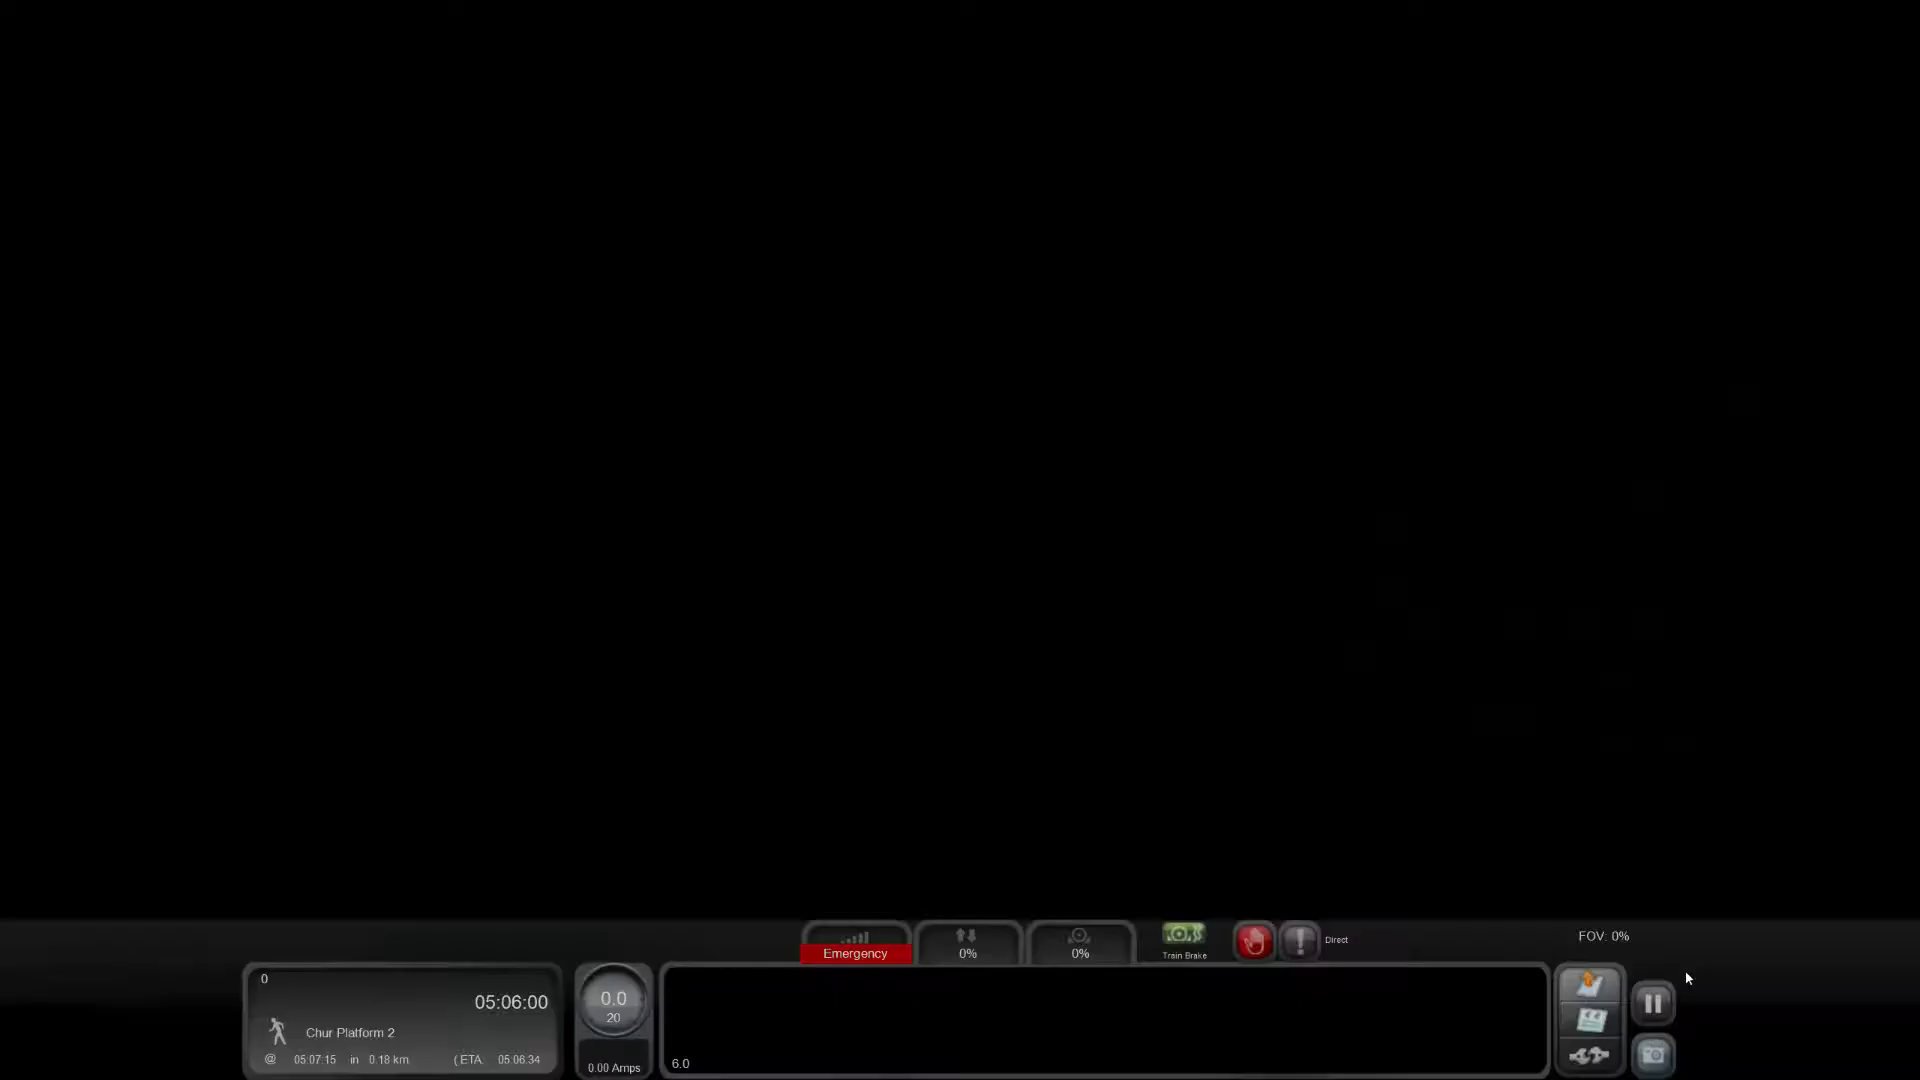 Emergency
0%
0%
Train Brake
Direct
FOV: 0%
0
05:06:00
Chur Platform 2
@ 05:07:15 in 0.18 km (ETA: 05:06:34
0.0
20
0.00 Amps
6.0